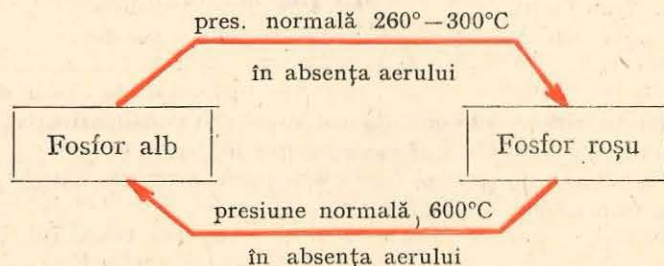 pres. normală 260°—300°C
în absența aerului
Fosfor alb
Fosfor roșu
presiune normală, 600°C
în absența aerului